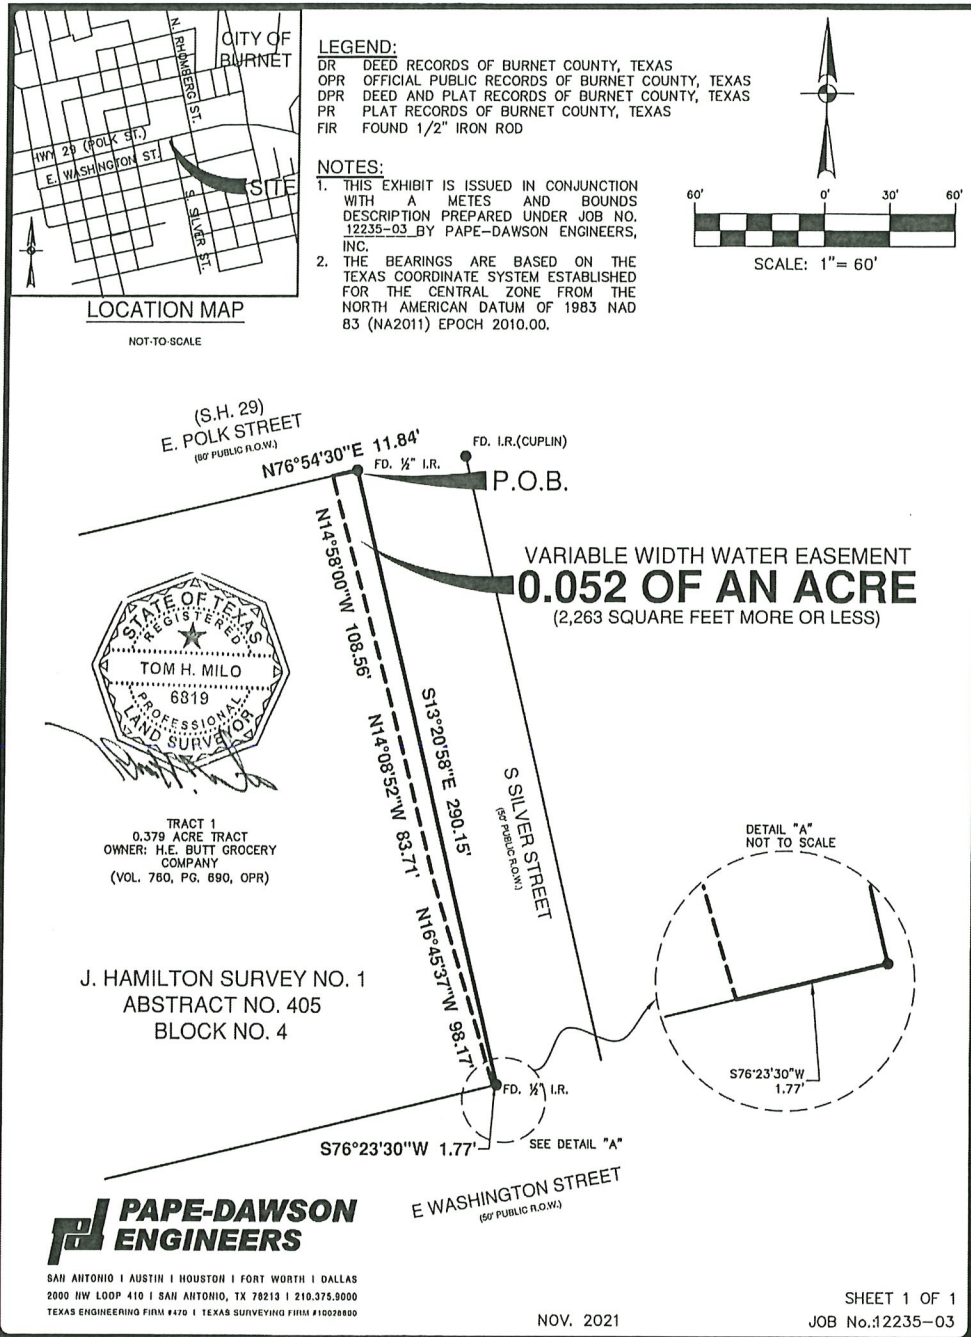 CITY OF
BURNET
N. RHOMBERG ST.
HWY 29 (POLK ST.)
E. WASHINGTON ST.
SITE
S. SILVER ST.
LOCATION MAP
NOT-TO-SCALE
LEGEND:
DR DEED RECORDS OF BURNET COUNTY, TEXAS
OPR OFFICIAL PUBLIC RECORDS OF BURNET COUNTY, TEXAS
DPR DEED AND PLAT RECORDS OF BURNET COUNTY, TEXAS
PR PLAT RECORDS OF BURNET COUNTY, TEXAS
FIR FOUND 1/2" IRON ROD
NOTES:
1. THIS EXHIBIT IS ISSUED IN CONJUNCTION
WITH A METES AND BOUNDS
DESCRIPTION PREPARED UNDER JOB NO.
12235-03 BY PAPE-DAWSON ENGINEERS,
INC.
2. THE BEARINGS ARE BASED ON THE
TEXAS COORDINATE SYSTEM ESTABLISHED
FOR THE CENTRAL ZONE FROM THE
NORTH AMERICAN DATUM OF 1983 NAD
83 (NA2011) EPOCH 2010.00.
60' 0' 30' 60'
SCALE: 1"= 60'
(S.H. 29)
E. POLK STREET
(80' PUBLIC R.O.W.)
N76°54'30"E 11.84'
FD. ½" I.R.
FD. I.R.(CUPLIN)
P.O.B.
VARIABLE WIDTH WATER EASEMENT
0.052 OF AN ACRE
(2,263 SQUARE FEET MORE OR LESS)
N14°58'00"W 108.56'
STATE OF TEXAS
REGISTERED
TOM H. MILO
6819
PROFESSIONAL
LAND SURVEYOR
S13°20'58"E 290.15'
N14°08'52"W 83.71'
S SILVER STREET
(50' PUBLIC R.O.W.)
TRACT 1
0.379 ACRE TRACT
OWNER: H.E. BUTT GROCERY
COMPANY
(VOL. 760, PG. 690, OPR)
DETAIL "A"
NOT TO SCALE
N16°45'37"W 98.17'
J. HAMILTON SURVEY NO. 1
ABSTRACT NO. 405
BLOCK NO. 4
S76°23'30"W
1.77'
FD. ½" I.R.
S76°23'30"W 1.77'
SEE DETAIL "A"
E WASHINGTON STREET
(50' PUBLIC R.O.W.)
PAPE-DAWSON
ENGINEERS
SAN ANTONIO | AUSTIN | HOUSTON | FORT WORTH | DALLAS
2000 NW LOOP 410 | SAN ANTONIO, TX 78213 | 210.375.9000
TEXAS ENGINEERING FIRM #470 | TEXAS SURVEYING FIRM #10028800
NOV. 2021
SHEET 1 OF 1
JOB No.:12235-03